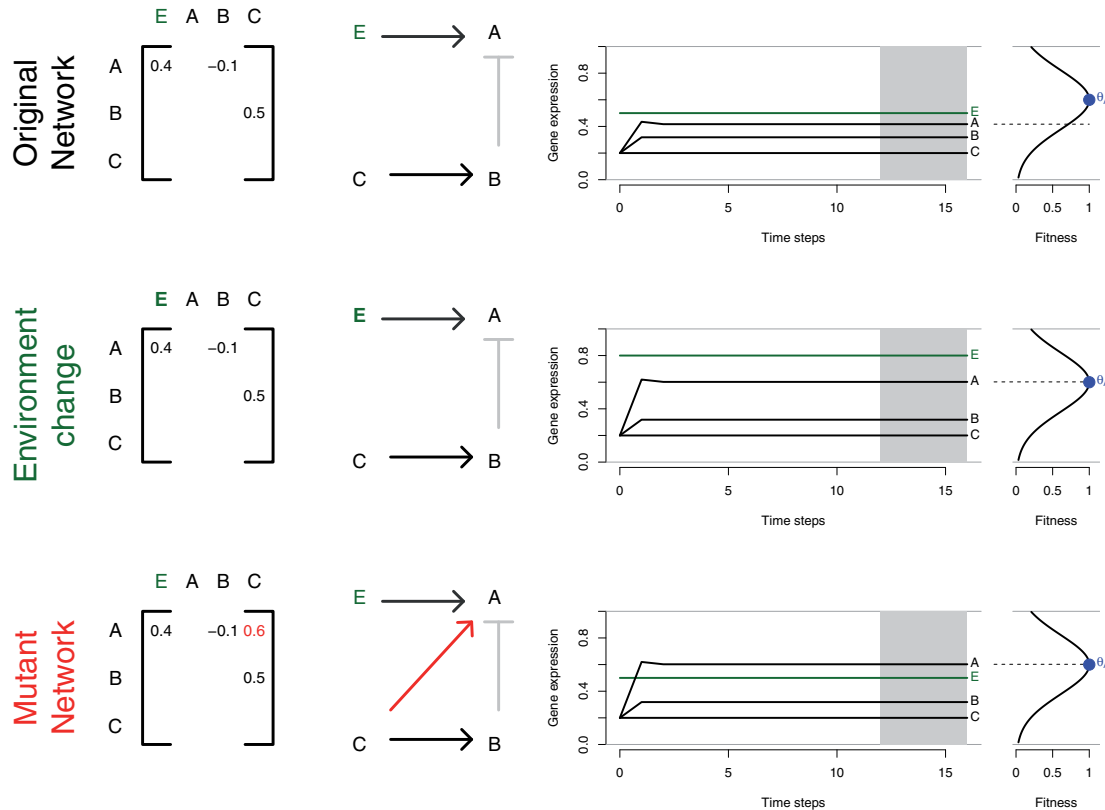 Original
Network
E A B C
A 0.4 −0.1
B 0.5
C
E A
C B
Gene expression
0.0 0.4 0.8
E
A
B
C
0 5 10 15
Time steps
θ
0 0.5 1
Fitness
Environment
change
E A B C
A 0.4 −0.1
B 0.5
C
E A
C B
Gene expression
0.0 0.4 0.8
E
A
B
C
0 5 10 15
Time steps
θ
0 0.5 1
Fitness
Mutant
Network
E A B C
A 0.4 −0.1 0.6
B 0.5
C
E A
C B
Gene expression
0.0 0.4 0.8
A
E
B
C
0 5 10 15
Time steps
θ
0 0.5 1
Fitness